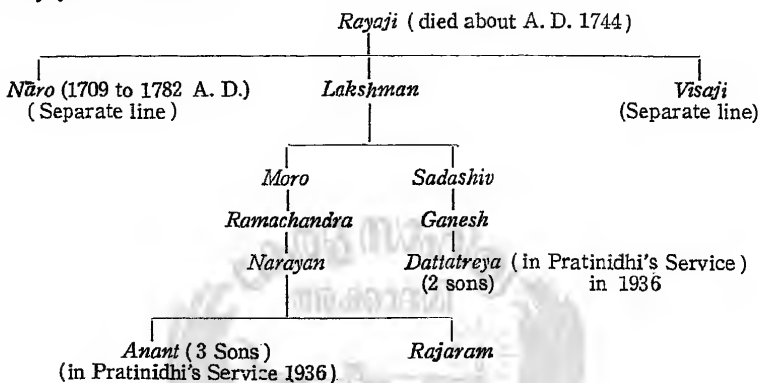 Rayaji ( died about A. D. 1744 )
Nāro (1709 to 1782 A. D.) Lakshman Visaji
( Separate line ) (Separate line)
Moro Sadashiv
Ramachandra Ganesh
Narayan Dattatreya ( in Pratinidhi's Service )
(2 sons) in 1936
Anant ( 3 Sons ) Rajaram
(in Pratinidhi's Service 1936)